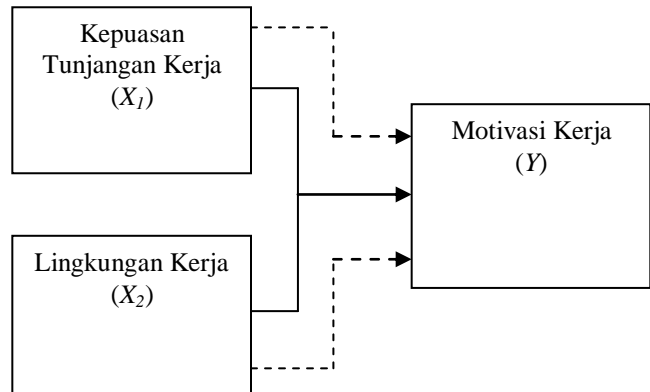 Kepuasan
Tunjangan Kerja
(X1)
Motivasi Kerja
(Y)
Lingkungan Kerja
(X2)